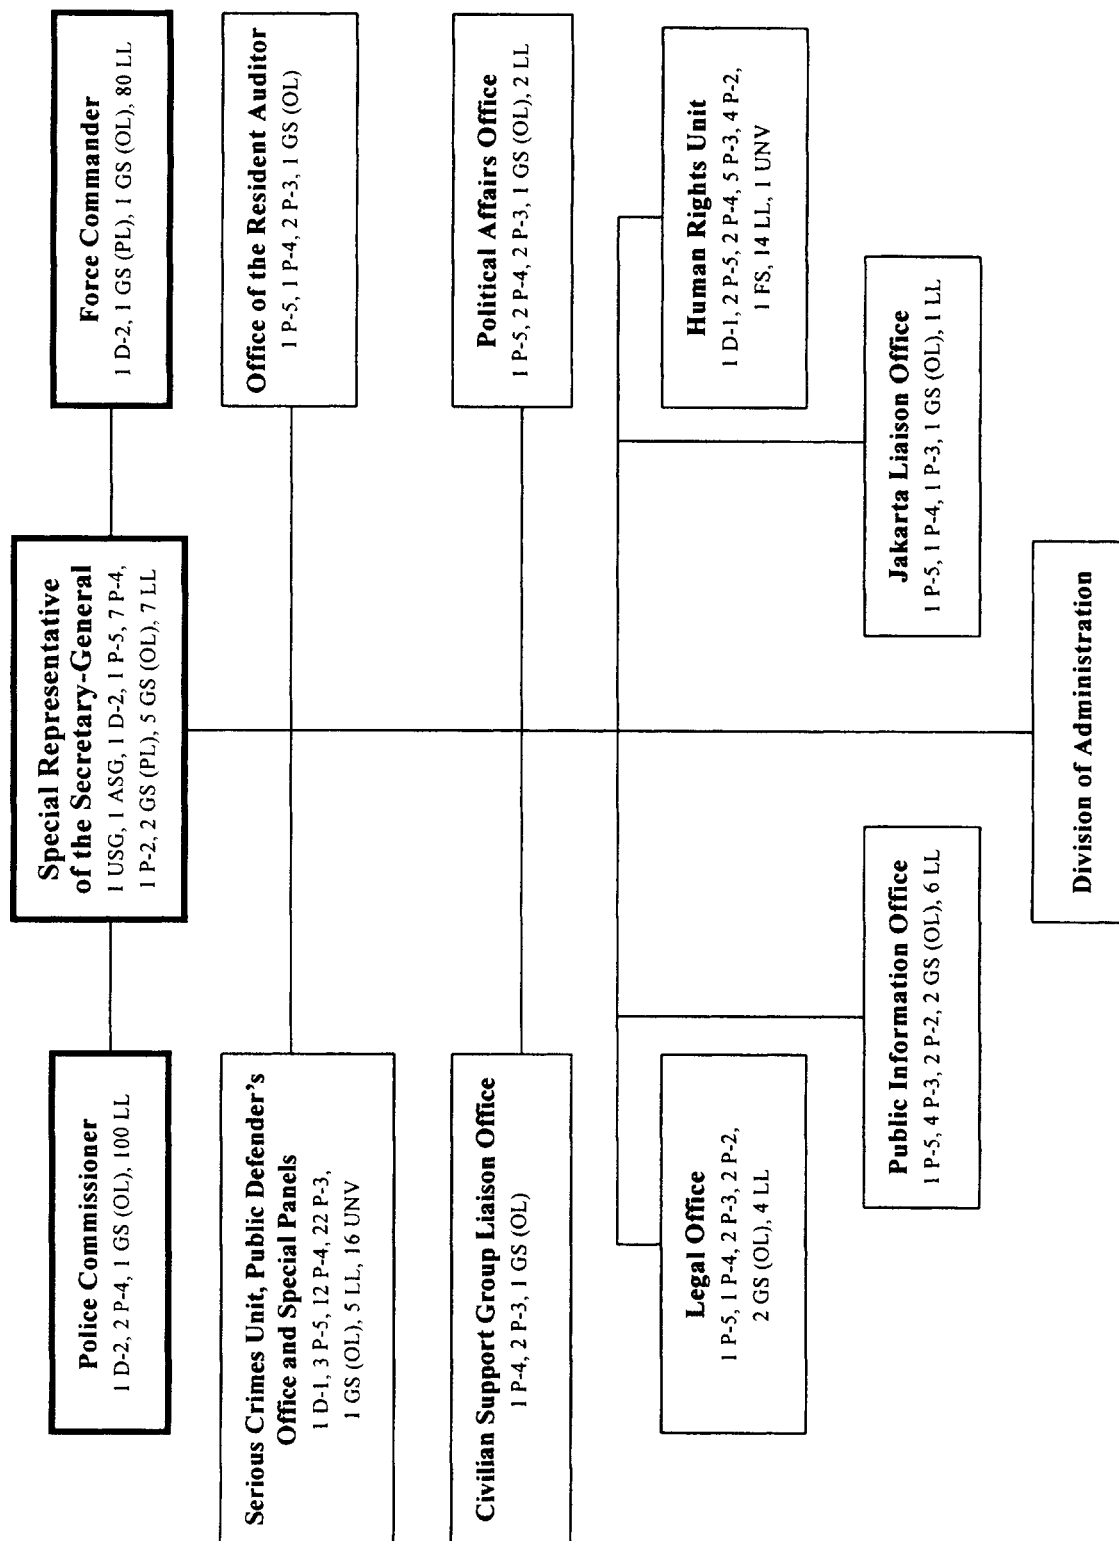 Special Representative
of the Secretary-General
1 USG, 1 ASG, 1 D-2, 1 P-5, 7 P-4,
1 P-2, 2 GS (PL), 5 GS (OL), 7 LL
Police Commissioner
1 D-2, 2 P-4, 1 GS (OL), 100 LL
Force Commander
1 D-2, 1 GS (PL), 1 GS (OL), 80 LL
Serious Crimes Unit, Public Defender's
Office and Special Panels
1 D-1, 3 P-5, 12 P-4, 22 P-3,
1 GS (OL), 5 LL, 16 UNV
Office of the Resident Auditor
1 P-5, 1 P-4, 2 P-3, 1 GS (OL)
Civilian Support Group Liaison Office
1 P-4, 2 P-3, 1 GS (OL)
Political Affairs Office
1 P-5, 2 P-4, 2 P-3, 1 GS (OL), 2 LL
Legal Office
1 P-5, 1 P-4, 2 P-3, 2 P-2,
2 GS (OL), 4 LL
Human Rights Unit
1 D-1, 2 P-5, 2 P-4, 5 P-3, 4 P-2,
1 FS, 14 LL, 1 UNV
Public Information Office
1 P-5, 4 P-3, 2 P-2, 2 GS (OL), 6 LL
Jakarta Liaison Office
1 P-5, 1 P-4, 1 P-3, 1 GS (OL), 1 LL
Division of Administration